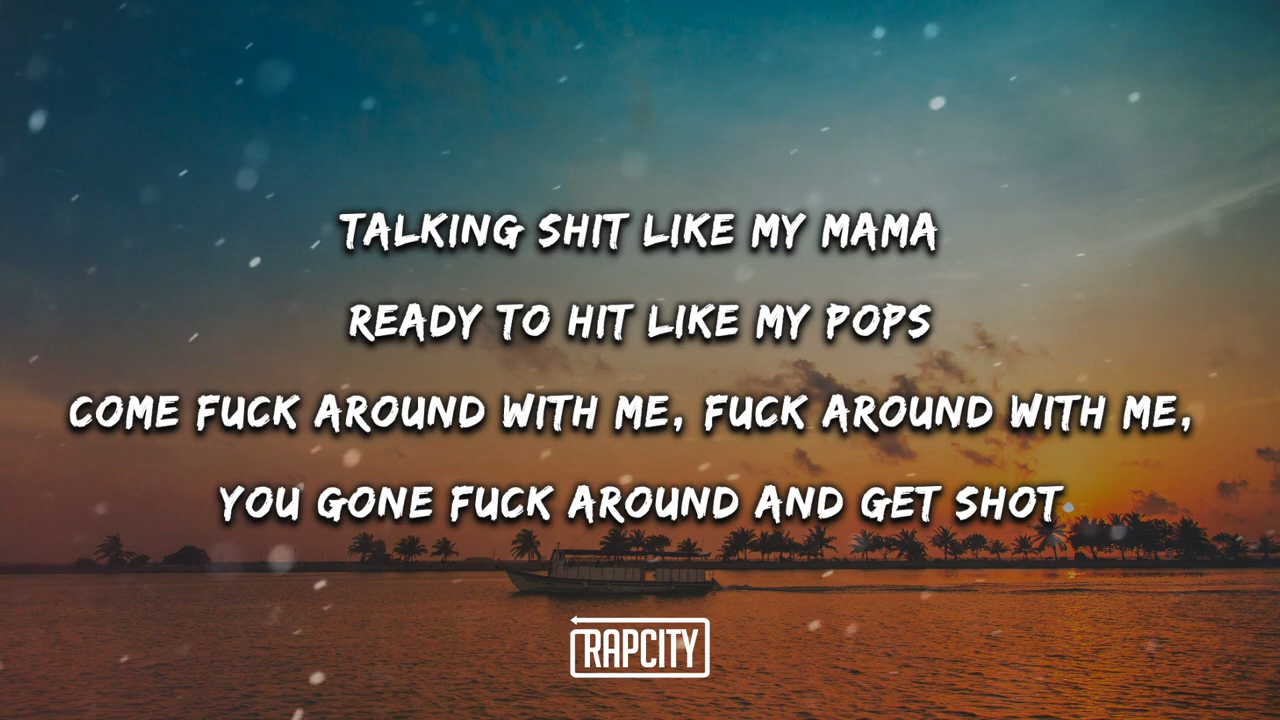 TALKING SHIT LIKE MY MAMA
READY TO HIT LIKE MY POPS
COME FUCK AROUND WITH ME, FUCK AROUND WITH ME,
YOU GONE FUCK AROUND AND GET SHOT
RAPCITY